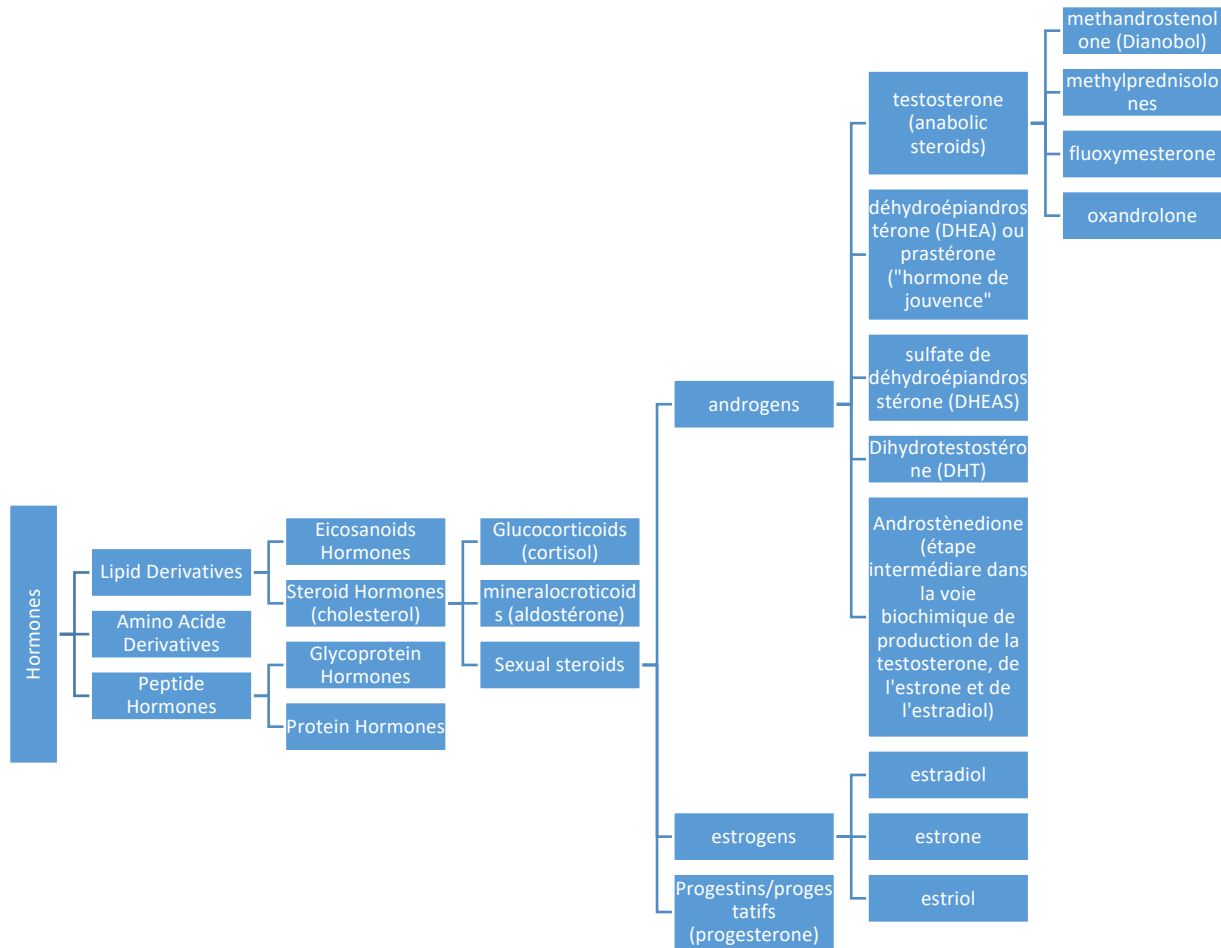 Hormones
Lipid Derivatives
Eicosanoids
Hormones
Steroid Hormones
(cholesterol)
Glucocorticoids
(cortisol)
mineralocroticoid
s (aldostérone)
Sexual steroids
androgens
testosterone
(anabolic
steroids)
methandrostenol
one (Dianobol)
methylprednisolo
nes
fluoxymesterone
oxandrolone
déhydroépiandros
térone (DHEA) ou
prastérone
("hormone de
jouvence"
sulfate de
déhydroépiandros
stérone (DHEAS)
Dihydrotestostéro
ne (DHT)
Androstènedione
(étape
intermédiare dans
la voie
biochimique de
production de la
testosterone, de
l'estrone et de
l'estradiol)
estrogens
estradiol
estrone
estriol
Progestins/proges
tatifs
(progesterone)
Amino Acide
Derivatives
Peptide
Hormones
Glycoprotein
Hormones
Protein Hormones